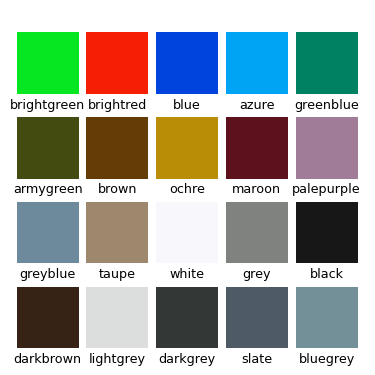 brightgreen brightred blue azure greenblue
armygreen brown ochre maroon palepurple
greyblue taupe white grey black
darkbrown lightgrey darkgrey slate bluegrey